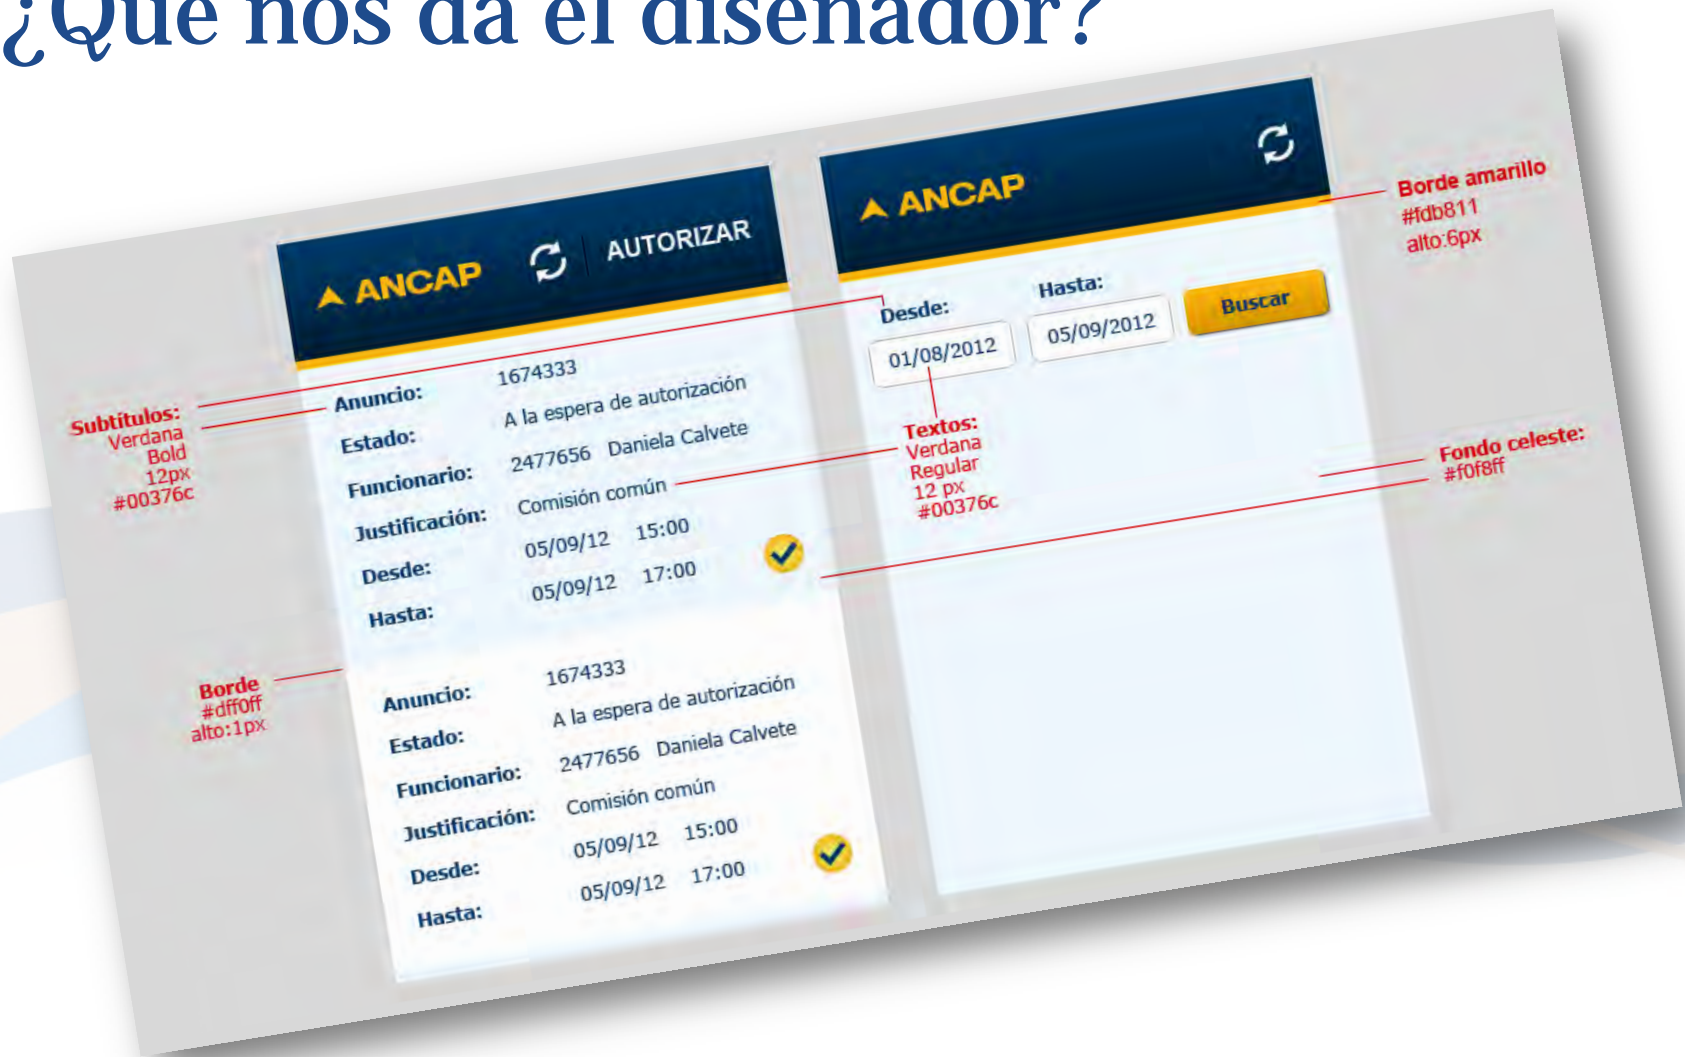 ¿Qué nos da el diseñador?
ANCAP
AUTORIZAR
Anuncio: 1674333
Estado: A la espera de autorización
Funcionario: 2477656 Daniela Calvete
Justificación: Comisión común
Desde: 05/09/12 15:00
Hasta: 05/09/12 17:00
Anuncio: 1674333
Estado: A la espera de autorización
Funcionario: 2477656 Daniela Calvete
Justificación: Comisión común
Desde: 05/09/12 15:00
Hasta: 05/09/12 17:00
Subtítulos:
Verdana
Bold
12px
#00376c
Borde
#dff0ff
alto:1px
ANCAP
Desde:
Hasta:
01/08/2012
05/09/2012
Buscar
Textos:
Verdana
Regular
12 px
#00376c
Borde amarillo
#fdb811
alto:6px
Fondo celeste:
#f0f8ff